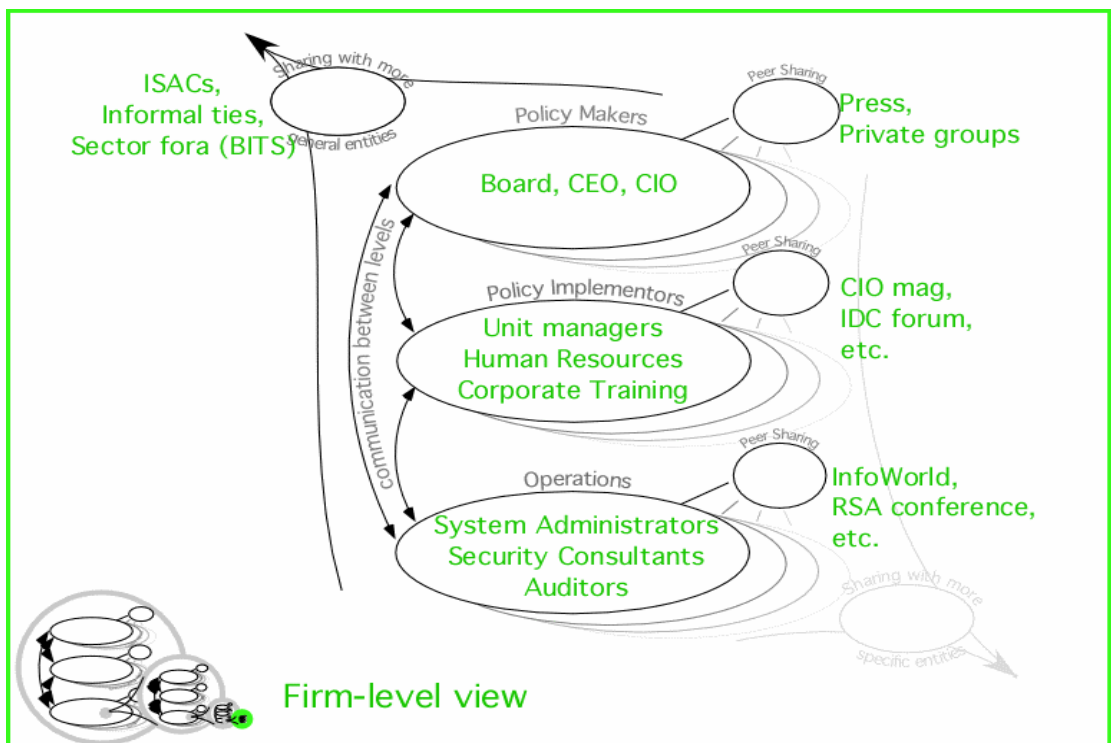 Sharing with more
general entities
ISACs,
Informal ties,
Sector fora (BITS)
Policy Makers
Board, CEO, CIO
Peer Sharing
Press,
Private groups
communication between levels
Policy Implementors
Unit managers
Human Resources
Corporate Training
Peer Sharing
CIO mag,
IDC forum,
etc.
Operations
System Administrators
Security Consultants
Auditors
Peer Sharing
InfoWorld,
RSA conference,
etc.
Sharing with more
specific entities
Firm-level view